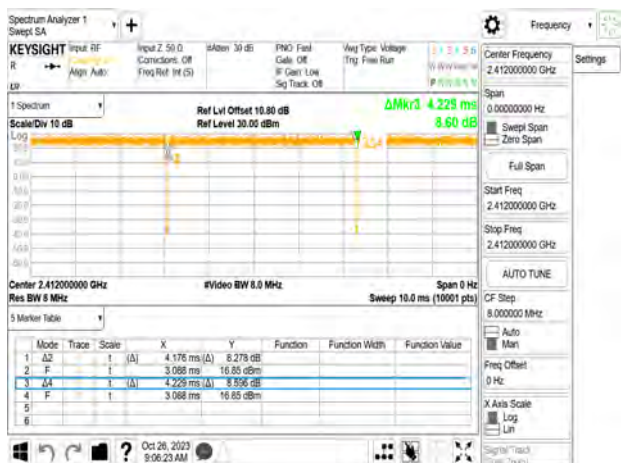 Spectrum Analyzer 1
Swept SA
+
Frequency
KEYSIGHT
R
Input: RF
Align: Auto
Input Z: 50 Ω
Corrections: Off
Freq Ref: Int (S)
#Atten: 30 dB
PNO: Fast
Gate: Off
IF Gain: Low
Sig Track: Off
Avg Type: Voltage
Trig: Free Run
Center Frequency
2.412000000 GHz
Settings
Span
0.00000000 Hz
Swept Span
Zero Span
Full Span
Start Freq
2.412000000 GHz
Stop Freq
2.412000000 GHz
AUTO TUNE
CF Step
8.000000 MHz
Auto
Man
Freq Offset
0 Hz
X Axis Scale
Log
Lin
1 Spectrum
Scale/Div 10 dB
Ref Lvl Offset 10.80 dB
Ref Level 30.00 dBm
ΔMkr3 4.229 ms
8.60 dB
Log
Center 2.412000000 GHz
Res BW 8 MHz
#Video BW 8.0 MHz
Span 0 Hz
Sweep 10.0 ms (10001 pts)
5 Marker Table
Mode Trace Scale X Y Function Function Width Function Value
1 Δ2 t (Δ) 4.176 ms (Δ) 8.278 dB
2 F t 3.088 ms 16.85 dBm
3 Δ4 t (Δ) 4.229 ms (Δ) 8.596 dB
4 F t 3.088 ms 16.85 dBm
5
6
?
Oct 26, 2023
9:06:23 AM